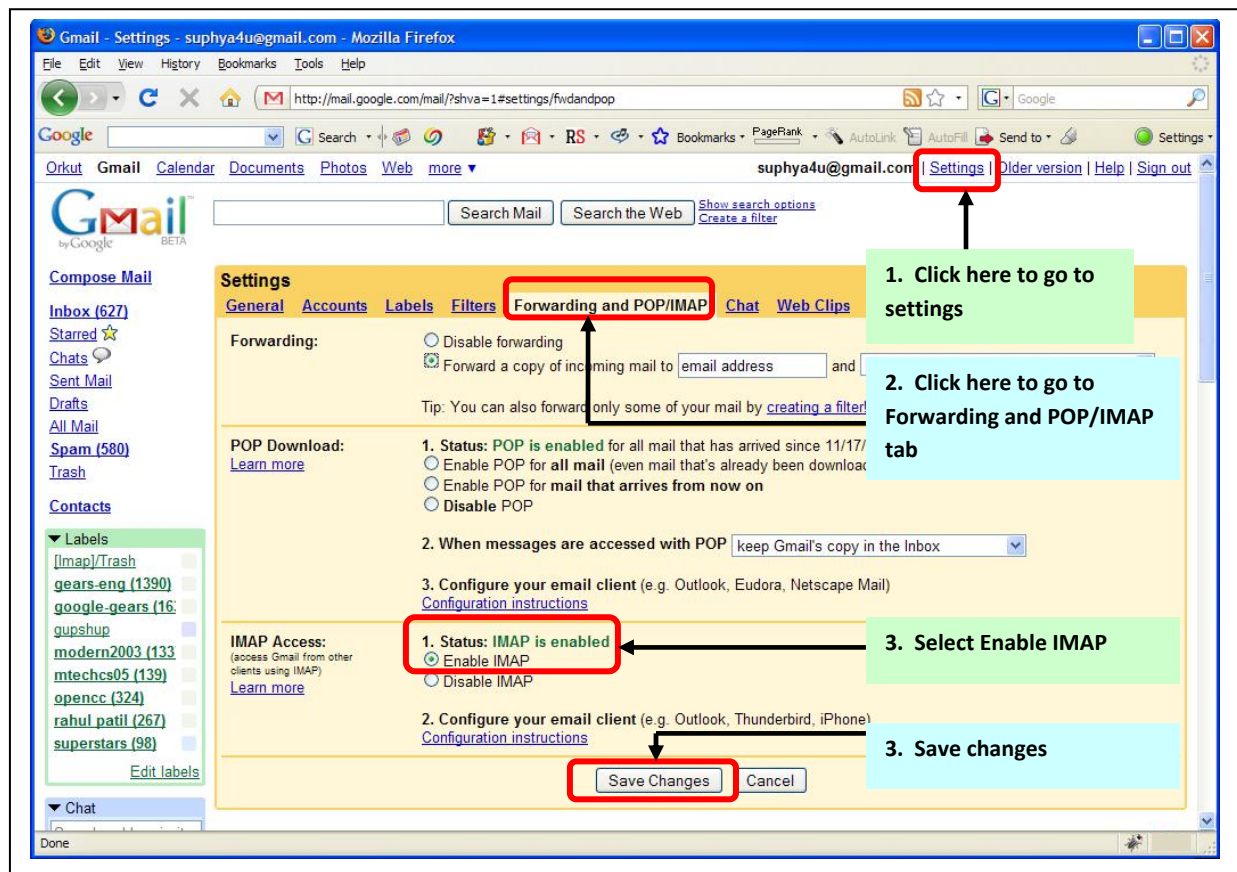 Gmail - Settings - suphya4u@gmail.com - Mozilla Firefox
File Edit View History Bookmarks Tools Help
http://mail.google.com/mail/?shva=1#settings/fwdandpop
G Google
Google
G Search RS Bookmarks PageRank AutoLink AutoFill Send to Settings
Orkut Gmail Calendar Documents Photos Web more ▼ suphya4u@gmail.com | Settings | Older version | Help | Sign out
Gmail
by Google BETA
Search Mail Search the Web Show search options
Create a filter
1. Click here to go to
settings
Compose Mail
Inbox (627)
Starred
Chats
Sent Mail
Drafts
All Mail
Spam (580)
Trash
Contacts
Labels
[Imap]/Trash
gears-eng (1390)
google-gears (16
gupshup
modern2003 (133
mtechcs05 (139)
opencc (324)
rahul patil (267)
superstars (98)
Edit labels
Chat
Settings
General Accounts Labels Filters Forwarding and POP/IMAP Chat Web Clips
Forwarding:
Disable forwarding
Forward a copy of incoming mail to email address and
Tip: You can also forward only some of your mail by creating a filter!
2. Click here to go to
Forwarding and POP/IMAP
tab
POP Download:
Learn more
1. Status: POP is enabled for all mail that has arrived since 11/17/
Enable POP for all mail (even mail that's already been downloa
Enable POP for mail that arrives from now on
Disable POP
2. When messages are accessed with POP keep Gmail's copy in the Inbox
3. Configure your email client (e.g. Outlook, Eudora, Netscape Mail)
Configuration instructions
IMAP Access:
(access Gmail from other
clients using IMAP)
Learn more
1. Status: IMAP is enabled
Enable IMAP
Disable IMAP
3. Select Enable IMAP
2. Configure your email client (e.g. Outlook, Thunderbird, iPhone)
Configuration instructions
3. Save changes
Save Changes Cancel
Done